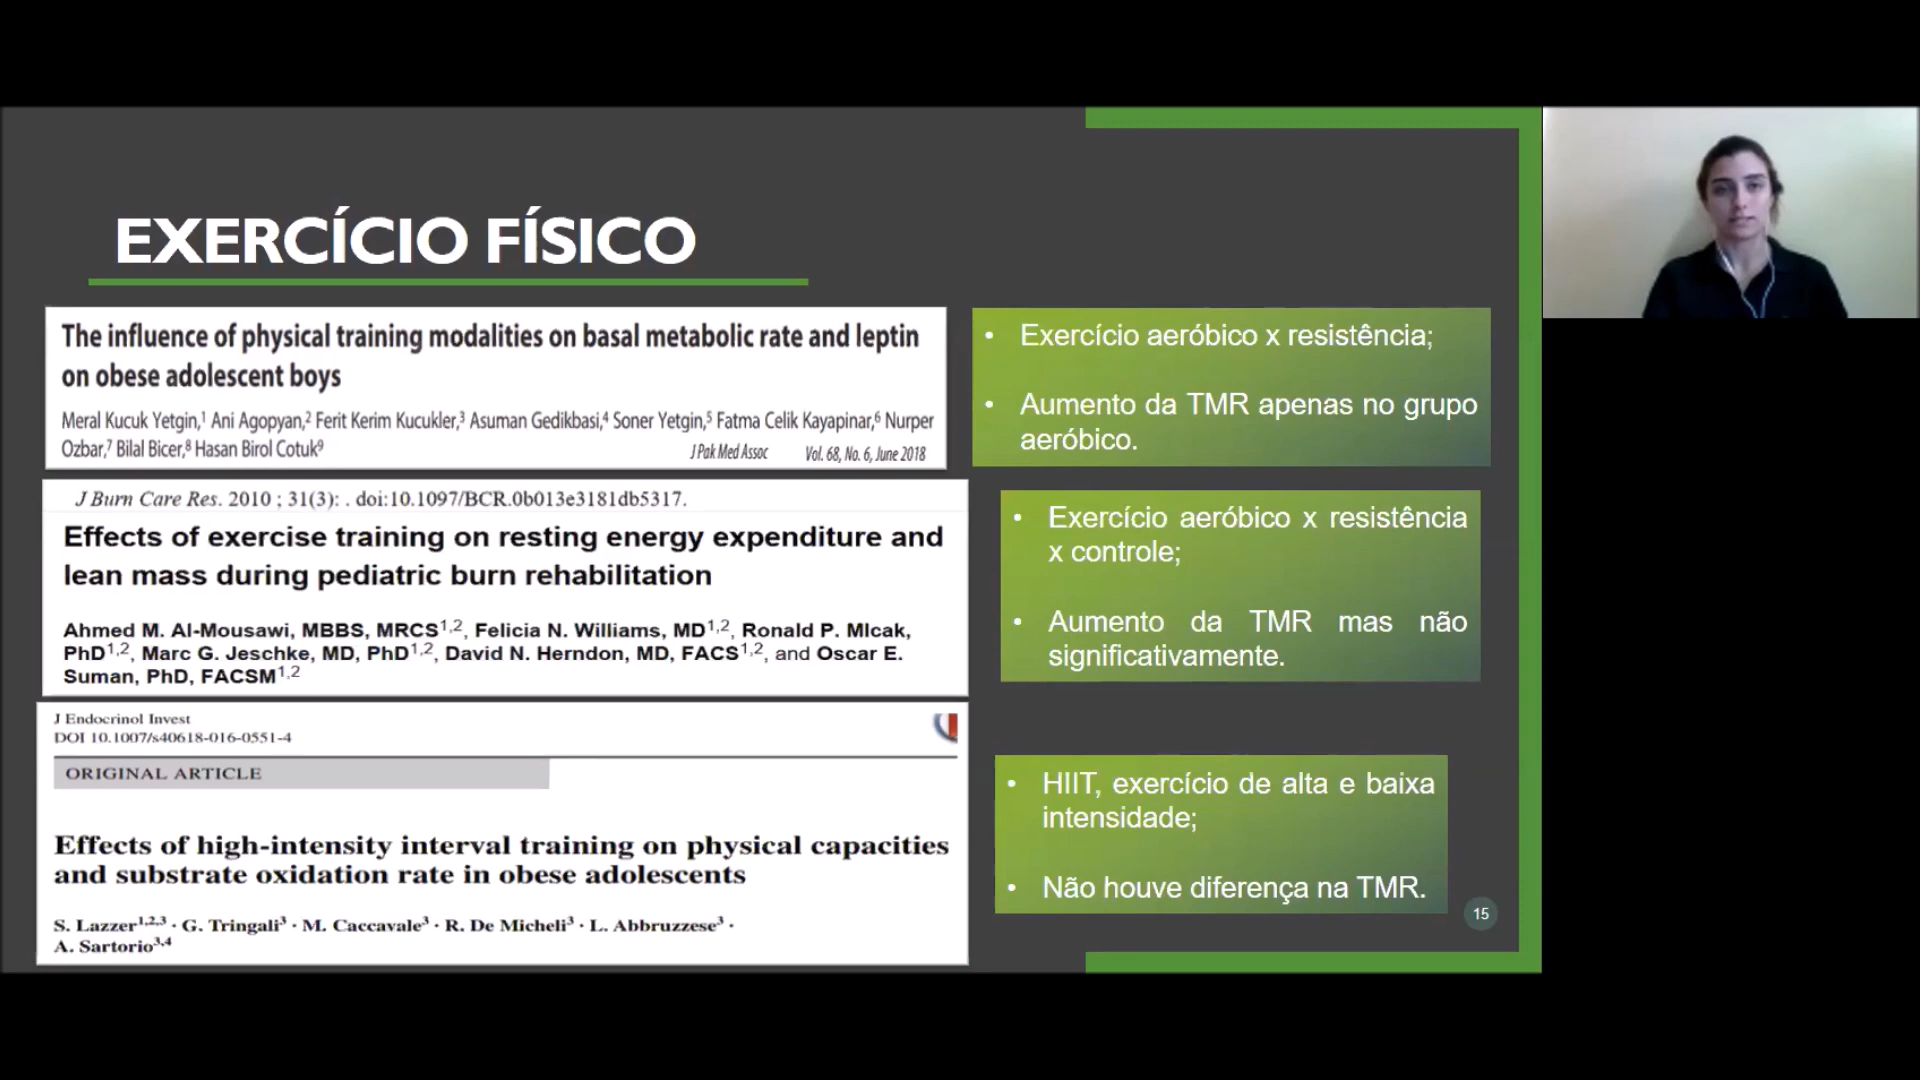 EXERCÍCIO FÍSICO
The influence of physical training modalities on basal metabolic rate and leptin
on obese adolescent boys
Meral Kucuk Yetgin,1 Ani Agopyan,2 Ferit Kerim Kucukler,3 Asuman Gedikbasi,4 Soner Yetgin,5 Fatma Celik Kayapinar,6 Nurper
Ozbar,7 Bilal Bicer,8 Hasan Birol Cotuk9
J Pak Med Assoc Vol. 68, No. 6, June 2018
• Exercício aeróbico x resistência;
• Aumento da TMR apenas no grupo
aeróbico.
J Burn Care Res. 2010 ; 31(3): . doi:10.1097/BCR.0b013e3181db5317.
Effects of exercise training on resting energy expenditure and
lean mass during pediatric burn rehabilitation
Ahmed M. Al-Mousawi, MBBS, MRCS1,2, Felicia N. Williams, MD1,2, Ronald P. Mlcak,
PhD1,2, Marc G. Jeschke, MD, PhD1,2, David N. Herndon, MD, FACS1,2, and Oscar E.
Suman, PhD, FACSM1,2
• Exercício aeróbico x resistência
x controle;
• Aumento da TMR mas não
significativamente.
J Endocrinol Invest
DOI 10.1007/s40618-016-0551-4
ORIGINAL ARTICLE
Effects of high-intensity interval training on physical capacities
and substrate oxidation rate in obese adolescents
S. Lazzer1,2,3 · G. Tringali3 · M. Caccavale3 · R. De Micheli3 · L. Abbruzzese3 ·
A. Sartorio3,4
• HIIT, exercício de alta e baixa
intensidade;
• Não houve diferença na TMR.
15